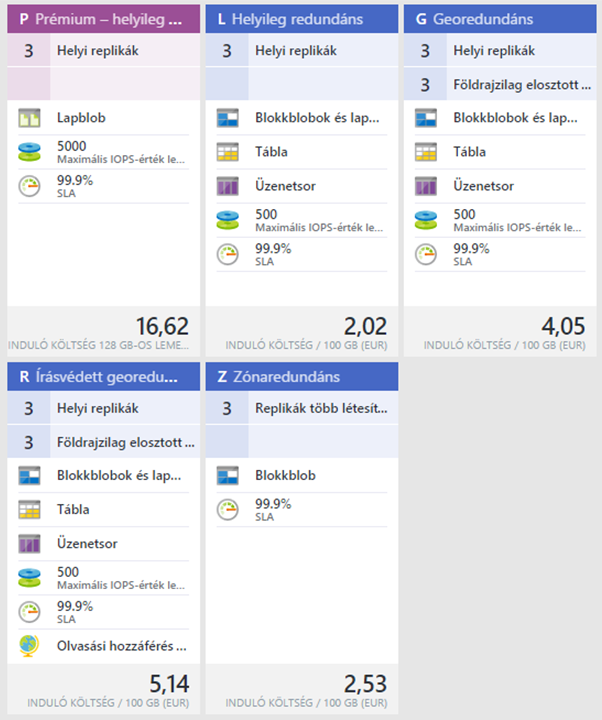 P Prémium – helyileg ...
3 Helyi replikák
Lapblob
5000
Maximális IOPS-érték le...
99.9%
SLA
16,62
INDULÓ KÖLTSÉG 128 GB-OS LEME...
L Helyileg redundáns
3 Helyi replikák
Blokkblobok és lap...
Tábla
Üzenetsor
500
Maximális IOPS-érték le...
99.9%
SLA
2,02
INDULÓ KÖLTSÉG / 100 GB (EUR)
G Georedundáns
3 Helyi replikák
3 Földrajzilag elosztott ...
Blokkblobok és lap...
Tábla
Üzenetsor
500
Maximális IOPS-érték le...
99.9%
SLA
4,05
INDULÓ KÖLTSÉG / 100 GB (EUR)
R Írásvédett georedu...
3 Helyi replikák
3 Földrajzilag elosztott ...
Blokkblobok és lap...
Tábla
Üzenetsor
500
Maximális IOPS-érték le...
99.9%
SLA
Olvasási hozzáférés ...
5,14
INDULÓ KÖLTSÉG / 100 GB (EUR)
Z Zónaredundáns
3 Replikák több létesít...
Blokkblob
99.9%
SLA
2,53
INDULÓ KÖLTSÉG / 100 GB (EUR)